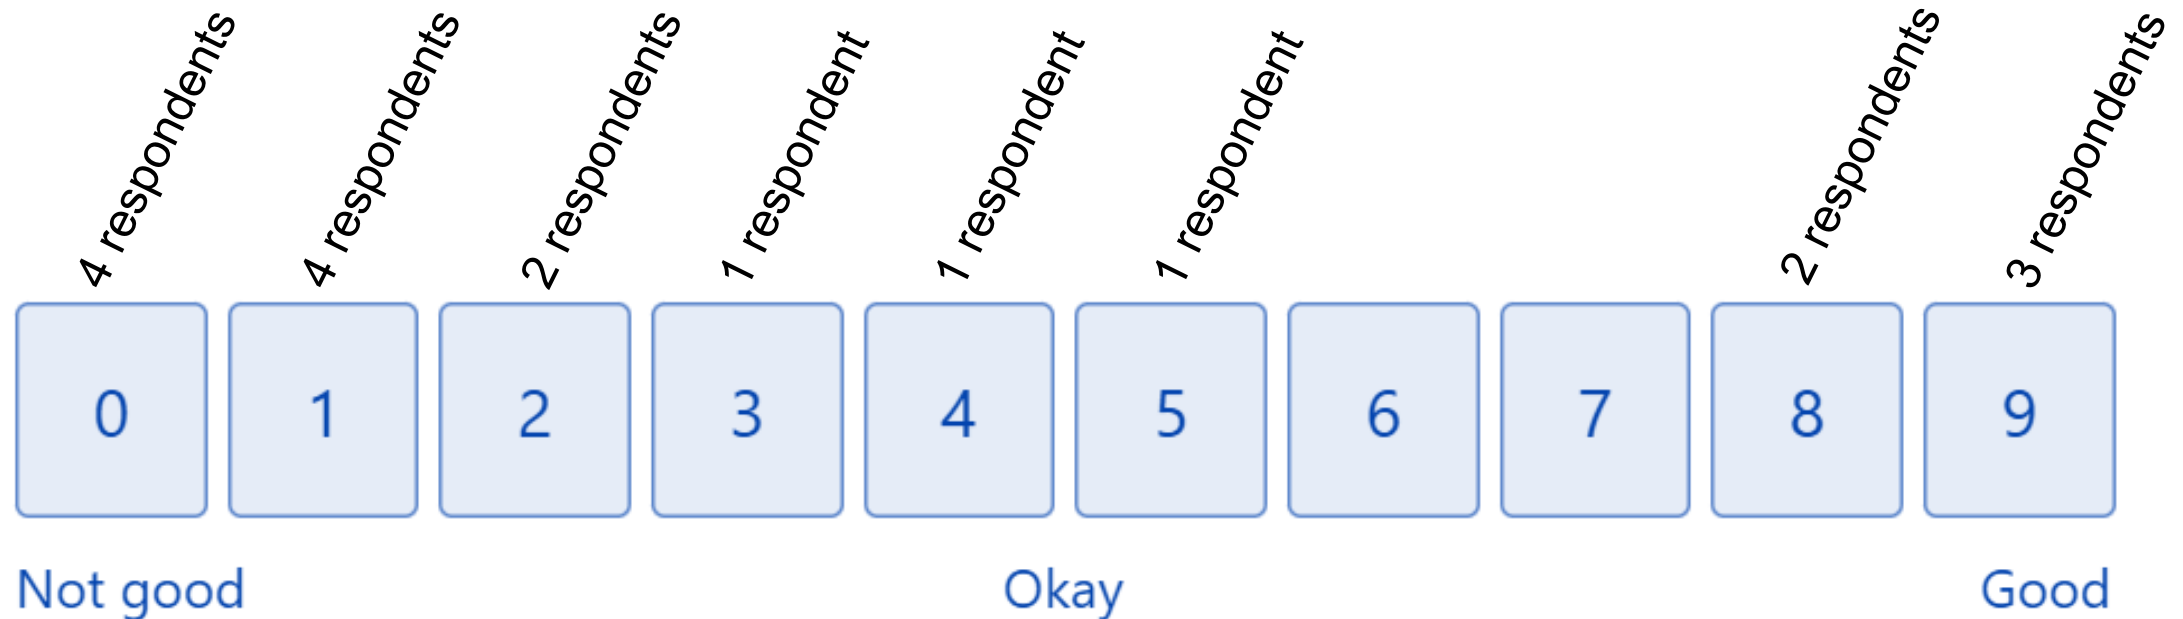 4 respondents
4 respondents
2 respondents
1 respondent
1 respondent
1 respondent
2 respondents
3 respondents
0 1 2 3 4 5 6 7 8 9
Not good Okay Good